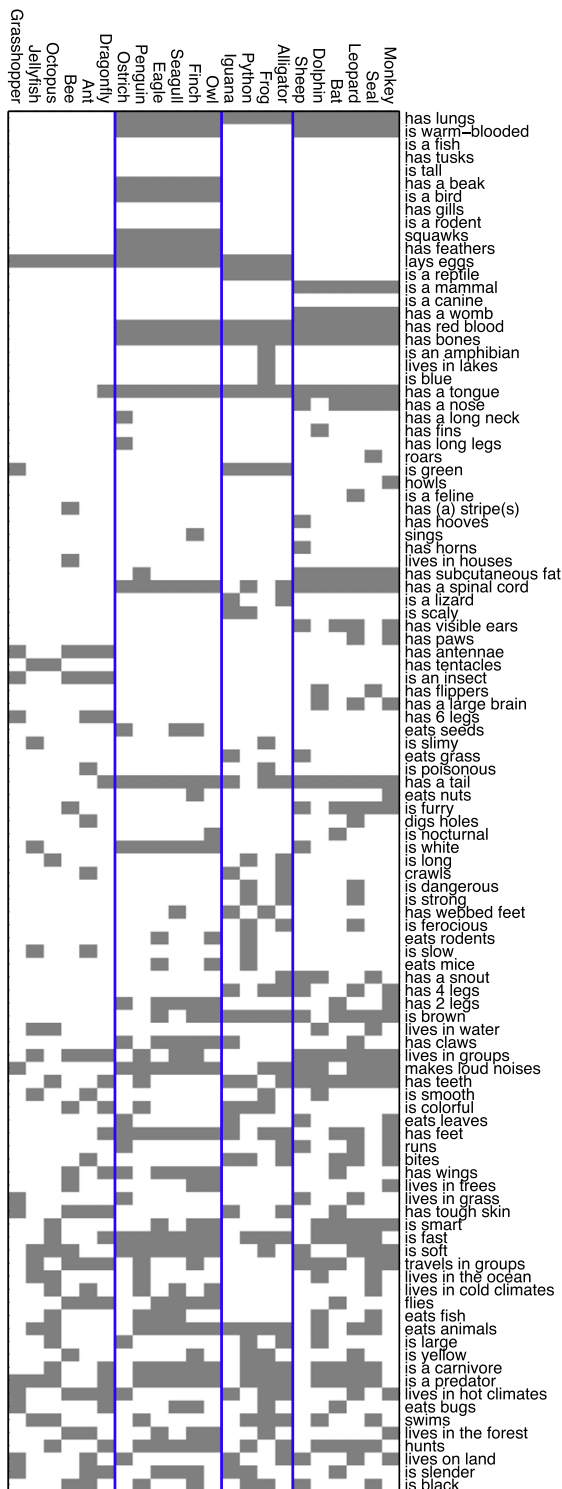 Grasshopper
Jellyfish
Octopus
Bee
Ant
Dragonfly
Ostrich
Penguin
Eagle
Seagull
Finch
Owl
Iguana
Python
Frog
Alligator
Sheep
Dolphin
Bat
Leopard
Seal
Monkey
has lungs
is warm−blooded
is a fish
has tusks
is tall
has a beak
is a bird
has gills
is a rodent
squawks
has feathers
lays eggs
is a reptile
is a mammal
is a canine
has a womb
has red blood
has bones
is an amphibian
lives in lakes
is blue
has a tongue
has a nose
has a long neck
has fins
has long legs
roars
is green
howls
is a feline
has (a) stripe(s)
has hooves
sings
has horns
lives in houses
has subcutaneous fat
has a spinal cord
is a lizard
is scaly
has visible ears
has paws
has antennae
has tentacles
is an insect
has flippers
has a large brain
has 6 legs
eats seeds
is slimy
eats grass
is poisonous
has a tail
eats nuts
is furry
digs holes
is nocturnal
is white
is long
crawls
is dangerous
is strong
has webbed feet
is ferocious
eats rodents
is slow
eats mice
has a snout
has 4 legs
has 2 legs
is brown
lives in water
has claws
lives in groups
makes loud noises
has teeth
is smooth
is colorful
eats leaves
has feet
runs
bites
has wings
lives in trees
lives in grass
has tough skin
is smart
is fast
is soft
travels in groups
lives in the ocean
lives in cold climates
flies
eats fish
eats animals
is large
is yellow
is a carnivore
is a predator
lives in hot climates
eats bugs
swims
lives in the forest
hunts
lives on land
is slender
is black